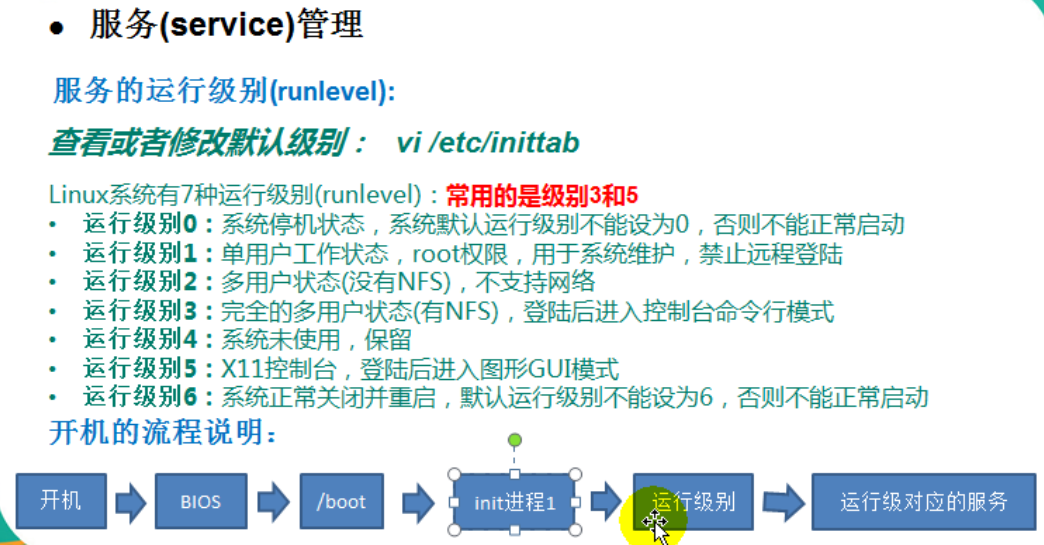 ● 服务(service)管理
服务的运行级别(runlevel):
查看或者修改默认级别： vi /etc/inittab
Linux系统有7种运行级别(runlevel)：常用的是级别3和5
• 运行级别0：系统停机状态，系统默认运行级别不能设为0，否则不能正常启动
• 运行级别1：单用户工作状态，root权限，用于系统维护，禁止远程登陆
• 运行级别2：多用户状态(没有NFS)，不支持网络
• 运行级别3：完全的多用户状态(有NFS)，登陆后进入控制台命令行模式
• 运行级别4：系统未使用，保留
• 运行级别5：X11控制台，登陆后进入图形GUI模式
• 运行级别6：系统正常关闭并重启，默认运行级别不能设为6，否则不能正常启动
开机的流程说明：
开机
BIOS
/boot
init进程1
运行级别
运行级对应的服务